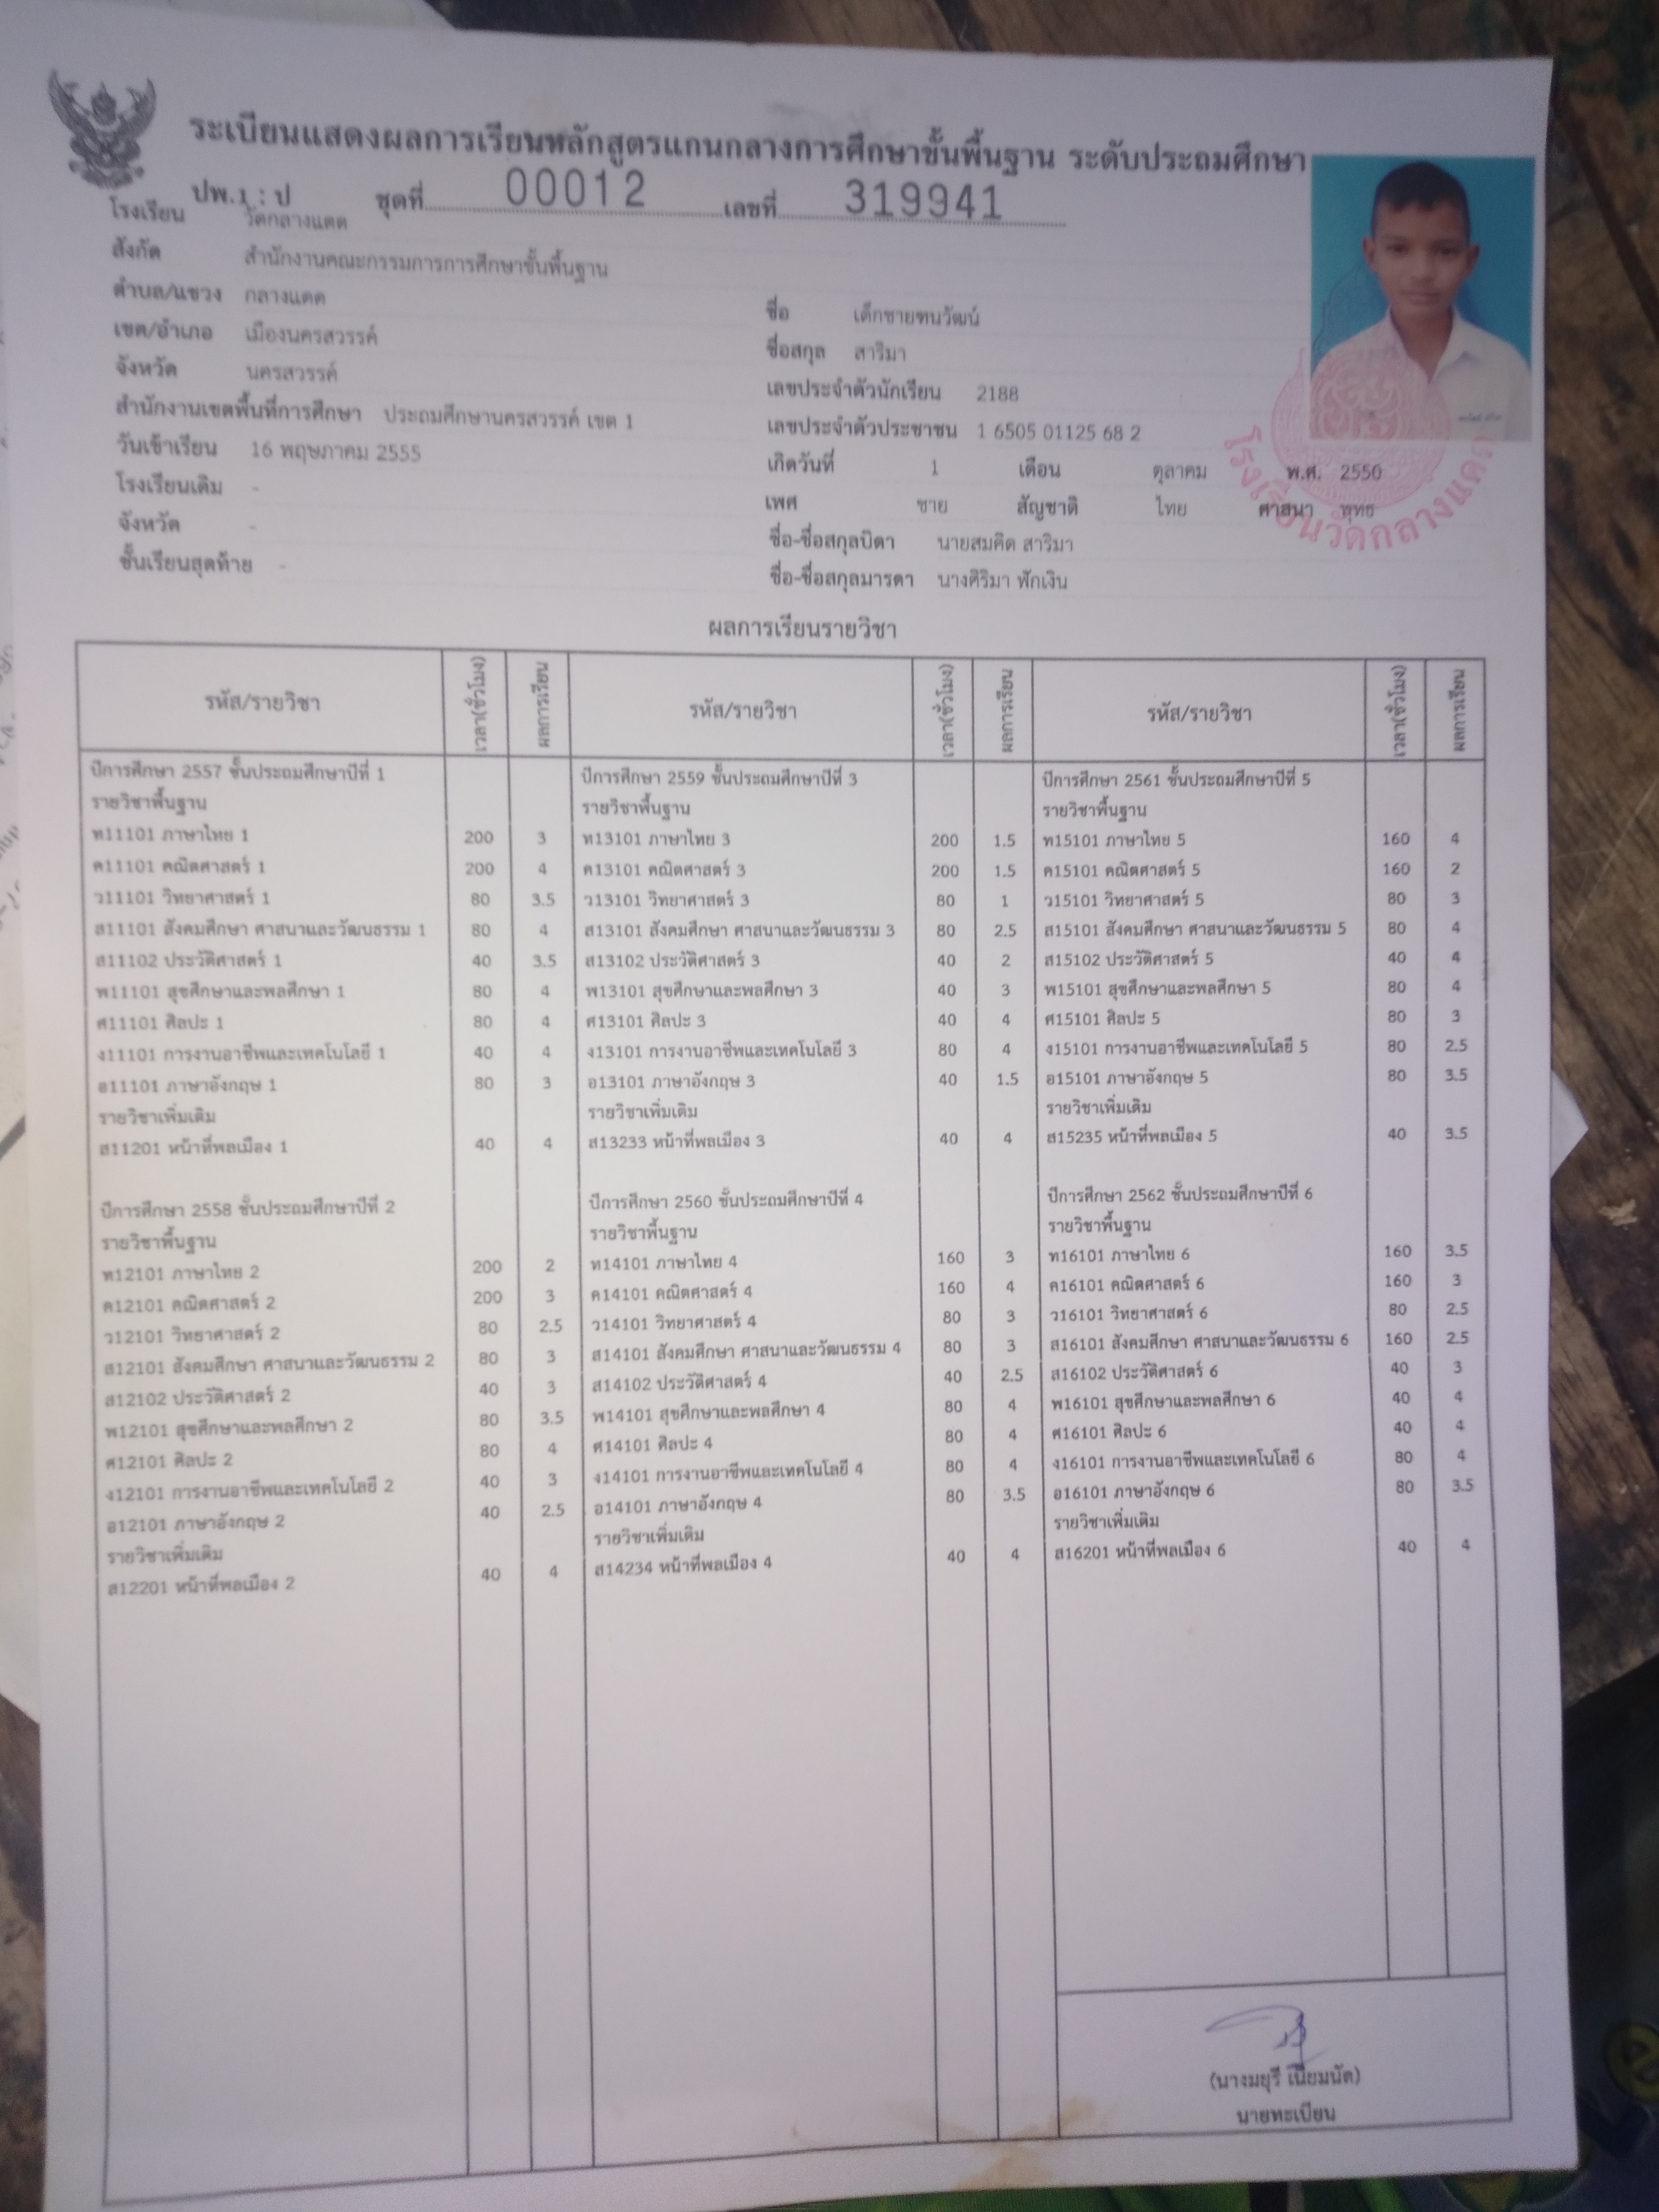 ระเบียนแสดงผลการเรียนหลักสูตรแกนกลางการศึกษาขั้นพื้นฐาน ระดับประถมศึกษา
ปพ.1 : ป ชุดที่ 00012 เลขที่ 319941
โรงเรียน วัดกลางแดด
สังกัด สำนักงานคณะกรรมการการศึกษาขั้นพื้นฐาน
ตำบล/แขวง กลางแดด
เขต/อำเภอ เมืองนครสวรรค์
จังหวัด นครสวรรค์
สำนักงานเขตพื้นที่การศึกษา ประถมศึกษานครสวรรค์ เขต 1
วันเข้าเรียน 16 พฤษภาคม 2555
โรงเรียนเดิม -
จังหวัด -
ชั้นเรียนสุดท้าย -
ชื่อ เด็กชายฑนวัฒน์
ชื่อสกุล สาริมา
เลขประจำตัวนักเรียน 2188
เลขประจำตัวประชาชน 1 6505 01125 68 2
เกิดวันที่ 1 เดือน ตุลาคม พ.ศ. 2550
เพศ ชาย สัญชาติ ไทย ศาสนา พุทธ
ชื่อ-ชื่อสกุลบิดา นายสมคิด สาริมา
ชื่อ-ชื่อสกุลมารดา นางศิริมา ฟักเงิน
โรงเรียนวัดกลางแดด
ผลการเรียนรายวิชา
รหัส/รายวิชา เวลา(ชั่วโมง) ผลการเรียน
ปีการศึกษา 2557 ชั้นประถมศึกษาปีที่ 1
รายวิชาพื้นฐาน
ท11101 ภาษาไทย 1 200 3
ค11101 คณิตศาสตร์ 1 200 4
ว11101 วิทยาศาสตร์ 1 80 3.5
ส11101 สังคมศึกษา ศาสนาและวัฒนธรรม 1 80 4
ส11102 ประวัติศาสตร์ 1 40 3.5
พ11101 สุขศึกษาและพลศึกษา 1 80 4
ศ11101 ศิลปะ 1 80 4
ง11101 การงานอาชีพและเทคโนโลยี 1 40 4
อ11101 ภาษาอังกฤษ 1 80 3
รายวิชาเพิ่มเติม
ส11201 หน้าที่พลเมือง 1 40 4
ปีการศึกษา 2558 ชั้นประถมศึกษาปีที่ 2
รายวิชาพื้นฐาน
ท12101 ภาษาไทย 2 200 2
ค12101 คณิตศาสตร์ 2 200 3
ว12101 วิทยาศาสตร์ 2 80 2.5
ส12101 สังคมศึกษา ศาสนาและวัฒนธรรม 2 80 3
ส12102 ประวัติศาสตร์ 2 40 3
พ12101 สุขศึกษาและพลศึกษา 2 80 3.5
ศ12101 ศิลปะ 2 80 4
ง12101 การงานอาชีพและเทคโนโลยี 2 40 3
อ12101 ภาษาอังกฤษ 2 40 2.5
รายวิชาเพิ่มเติม
ส12201 หน้าที่พลเมือง 2 40 4
รหัส/รายวิชา เวลา(ชั่วโมง) ผลการเรียน
ปีการศึกษา 2559 ชั้นประถมศึกษาปีที่ 3
รายวิชาพื้นฐาน
ท13101 ภาษาไทย 3 200 1.5
ค13101 คณิตศาสตร์ 3 200 1.5
ว13101 วิทยาศาสตร์ 3 80 1
ส13101 สังคมศึกษา ศาสนาและวัฒนธรรม 3 80 2.5
ส13102 ประวัติศาสตร์ 3 40 2
พ13101 สุขศึกษาและพลศึกษา 3 40 3
ศ13101 ศิลปะ 3 40 4
ง13101 การงานอาชีพและเทคโนโลยี 3 80 4
อ13101 ภาษาอังกฤษ 3 40 1.5
รายวิชาเพิ่มเติม
ส13233 หน้าที่พลเมือง 3 40 4
ปีการศึกษา 2560 ชั้นประถมศึกษาปีที่ 4
รายวิชาพื้นฐาน
ท14101 ภาษาไทย 4 160 3
ค14101 คณิตศาสตร์ 4 160 4
ว14101 วิทยาศาสตร์ 4 80 3
ส14101 สังคมศึกษา ศาสนาและวัฒนธรรม 4 80 3
ส14102 ประวัติศาสตร์ 4 40 2.5
พ14101 สุขศึกษาและพลศึกษา 4 80 4
ศ14101 ศิลปะ 4 80 4
ง14101 การงานอาชีพและเทคโนโลยี 4 80 4
อ14101 ภาษาอังกฤษ 4 80 3.5
รายวิชาเพิ่มเติม
ส14234 หน้าที่พลเมือง 4 40 4
รหัส/รายวิชา เวลา(ชั่วโมง) ผลการเรียน
ปีการศึกษา 2561 ชั้นประถมศึกษาปีที่ 5
รายวิชาพื้นฐาน
ท15101 ภาษาไทย 5 160 4
ค15101 คณิตศาสตร์ 5 160 2
ว15101 วิทยาศาสตร์ 5 80 3
ส15101 สังคมศึกษา ศาสนาและวัฒนธรรม 5 80 4
ส15102 ประวัติศาสตร์ 5 40 4
พ15101 สุขศึกษาและพลศึกษา 5 80 4
ศ15101 ศิลปะ 5 80 3
ง15101 การงานอาชีพและเทคโนโลยี 5 80 2.5
อ15101 ภาษาอังกฤษ 5 80 3.5
รายวิชาเพิ่มเติม
ส15235 หน้าที่พลเมือง 5 40 3.5
ปีการศึกษา 2562 ชั้นประถมศึกษาปีที่ 6
รายวิชาพื้นฐาน
ท16101 ภาษาไทย 6 160 3.5
ค16101 คณิตศาสตร์ 6 160 3
ว16101 วิทยาศาสตร์ 6 80 2.5
ส16101 สังคมศึกษา ศาสนาและวัฒนธรรม 6 160 2.5
ส16102 ประวัติศาสตร์ 6 40 3
พ16101 สุขศึกษาและพลศึกษา 6 40 4
ศ16101 ศิลปะ 6 40 4
ง16101 การงานอาชีพและเทคโนโลยี 6 80 4
อ16101 ภาษาอังกฤษ 6 80 3.5
รายวิชาเพิ่มเติม
ส16201 หน้าที่พลเมือง 6 40 4
(นางมยุรี เนียมนัด)
นายทะเบียน